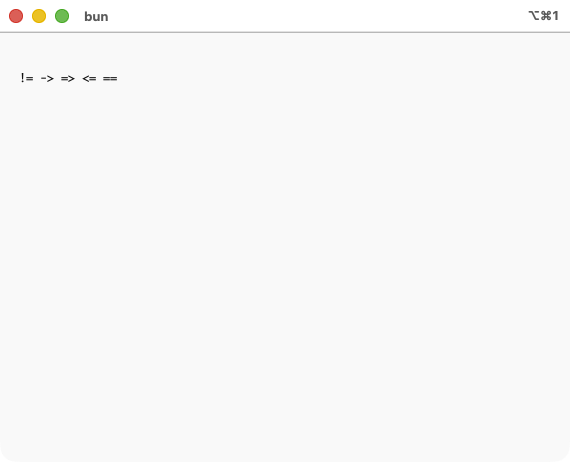 bun ⌥⌘1
!= -> => <= ==